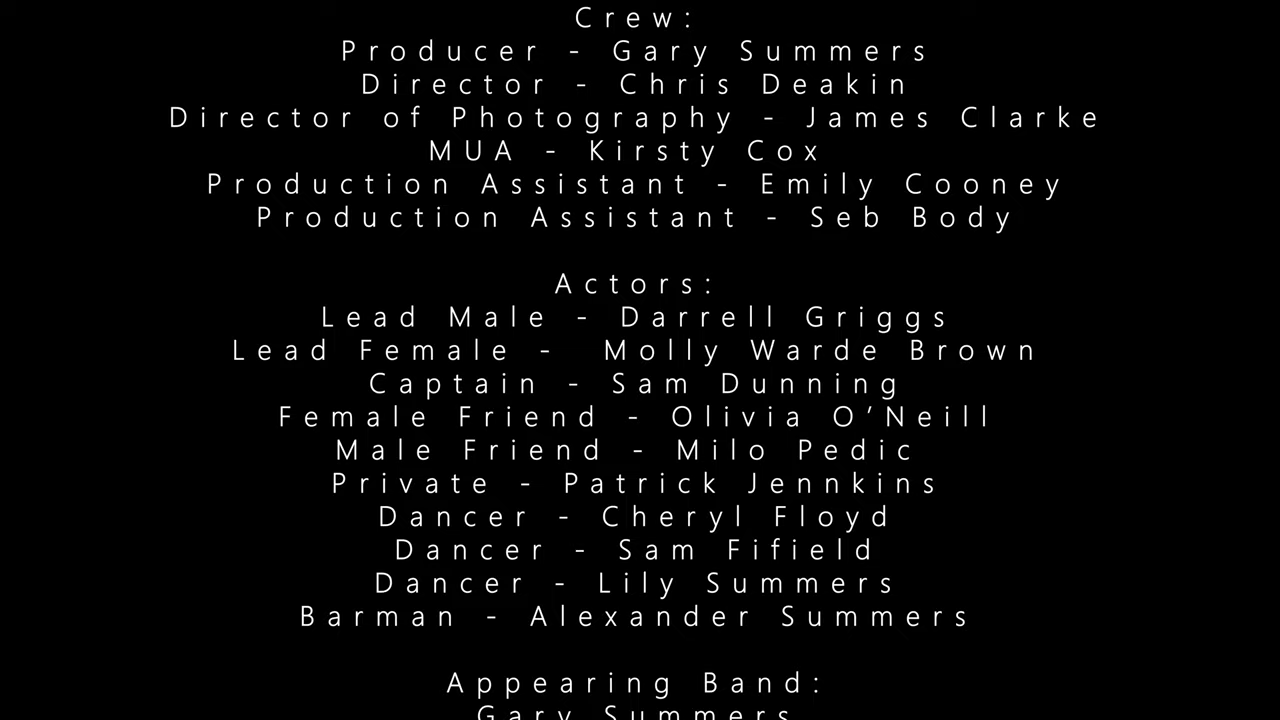 Crew:
Producer - Gary Summers
Director - Chris Deakin
Director of Photography - James Clarke
MUA - Kirsty Cox
Production Assistant - Emily Cooney
Production Assistant - Seb Body
Actors:
Lead Male - Darrell Griggs
Lead Female - Molly Warde Brown
Captain - Sam Dunning
Female Friend - Olivia O’Neill
Male Friend - Milo Pedic
Private - Patrick Jennkins
Dancer - Cheryl Floyd
Dancer - Sam Fifield
Dancer - Lily Summers
Barman - Alexander Summers
Appearing Band:
Gary Summers